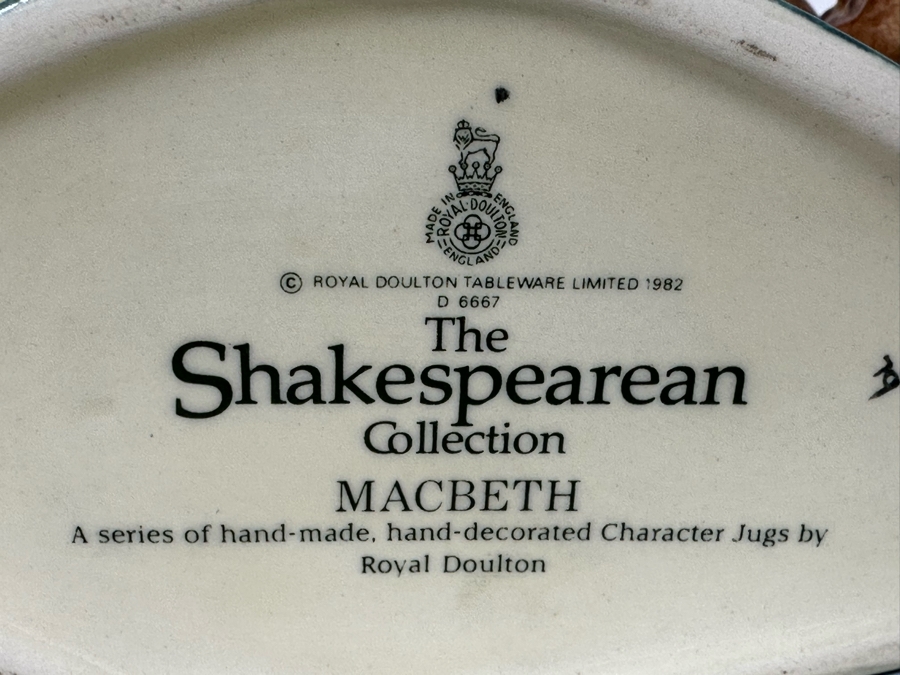 MADE IN ENGLAND
ROYAL·DOULTON
ENGLAND
© ROYAL DOULTON TABLEWARE LIMITED 1982
D 6667
The
Shakespearean
Collection
MACBETH
A series of hand-made, hand-decorated Character Jugs by
Royal Doulton